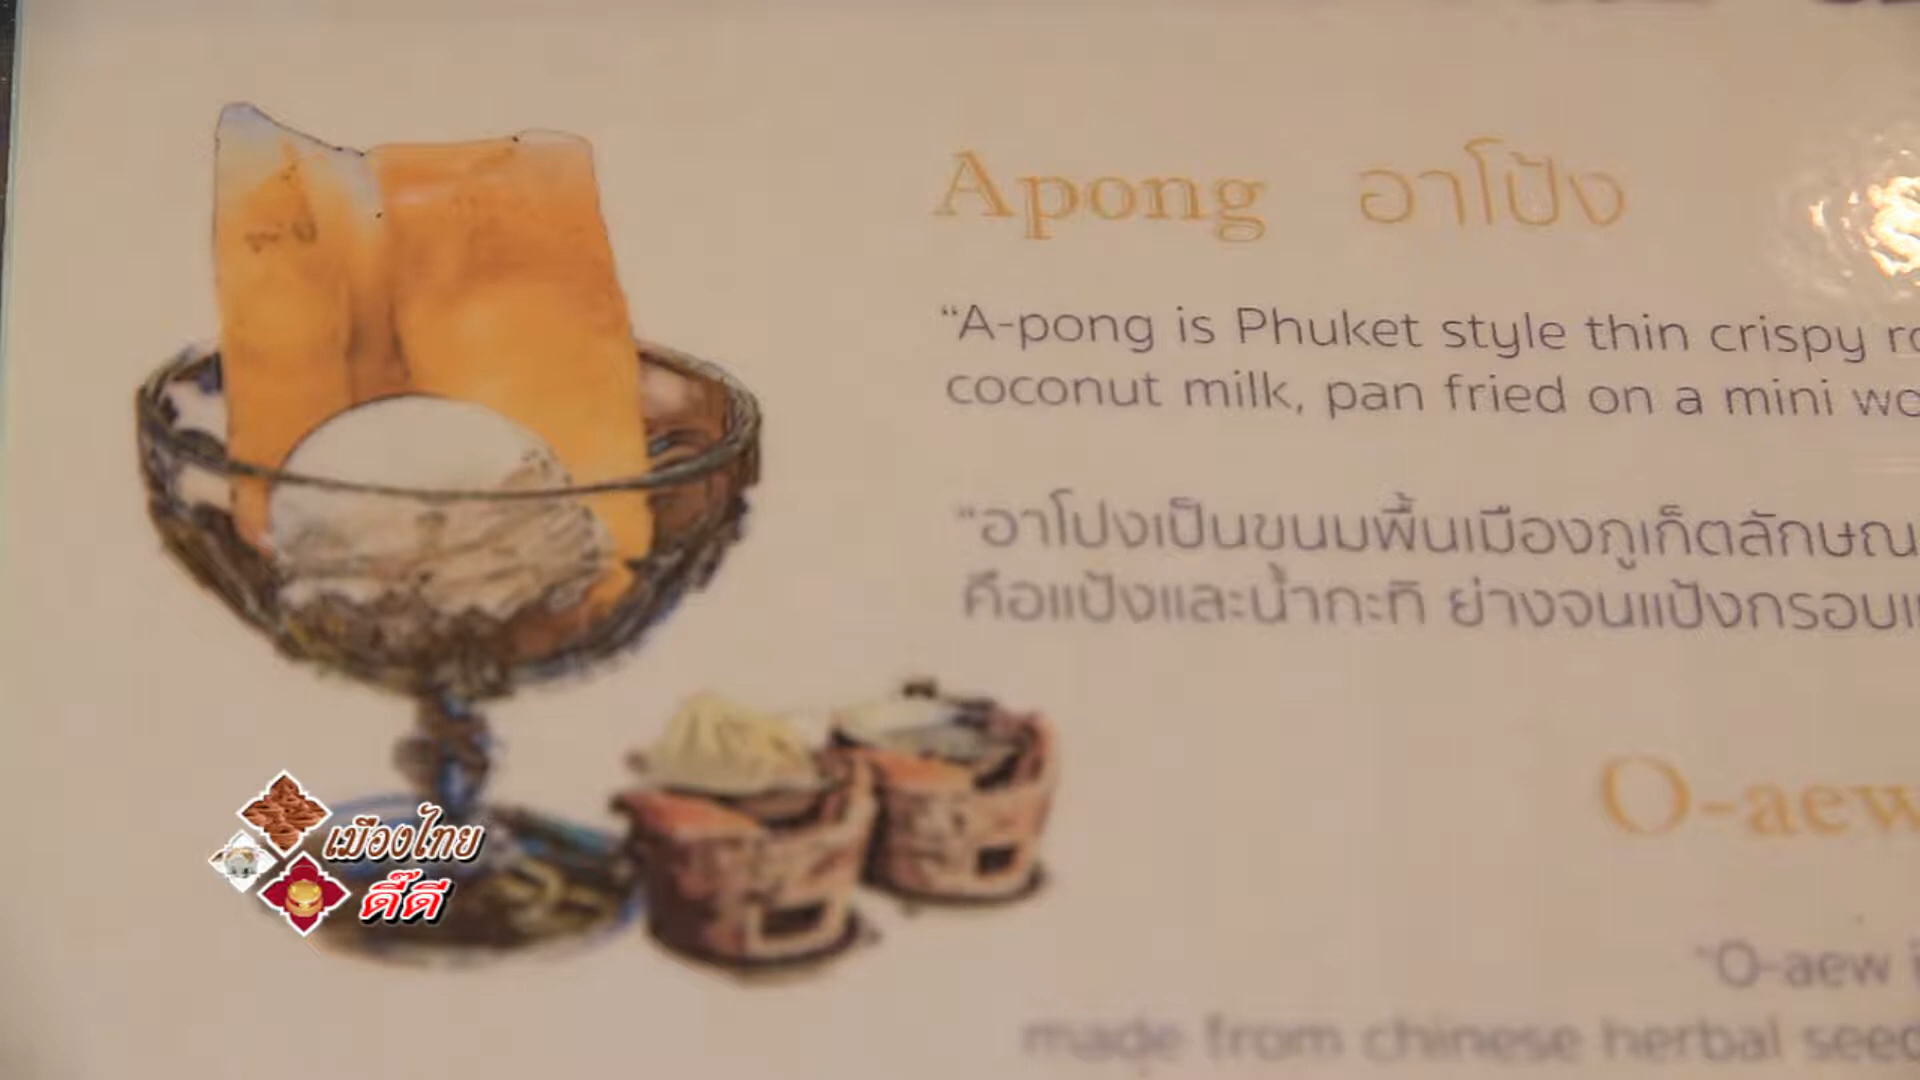 Apong อาโป้ง
“A-pong is Phuket style thin crispy
coconut milk, pan fried on a mini
“อาโปงเป็นขนมพื้นเมืองภูเก็ตลักษณ
คือแป้งและน้ำกะทิ ย่างจนแป้งกรอบ
O-aew
“O-aew
made from chinese herbal
เมืองไทย
ดี๊ดี